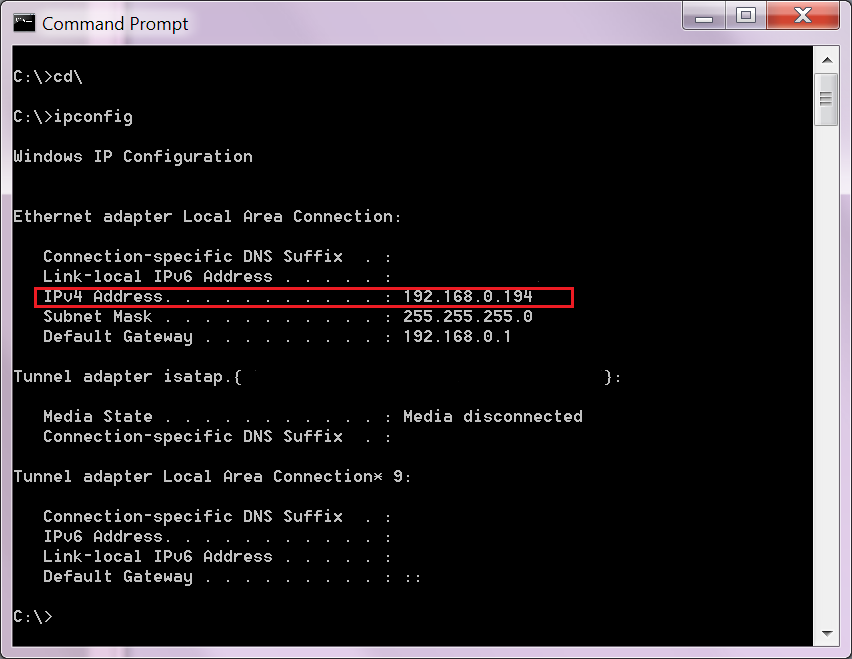 Command Prompt
C:\>cd\
C:\>ipconfig
Windows IP Configuration
Ethernet adapter Local Area Connection:
Connection-specific DNS Suffix  . :
Link-local IPv6 Address . . . . . :
IPv4 Address. . . . . . . . . . . : 192.168.0.194
Subnet Mask . . . . . . . . . . . : 255.255.255.0
Default Gateway . . . . . . . . . : 192.168.0.1
Tunnel adapter isatap.{                                    }:
Media State . . . . . . . . . . . : Media disconnected
Connection-specific DNS Suffix  . :
Tunnel adapter Local Area Connection* 9:
Connection-specific DNS Suffix  . :
IPv6 Address. . . . . . . . . . . :
Link-local IPv6 Address . . . . . :
Default Gateway . . . . . . . . . : ::
C:\>